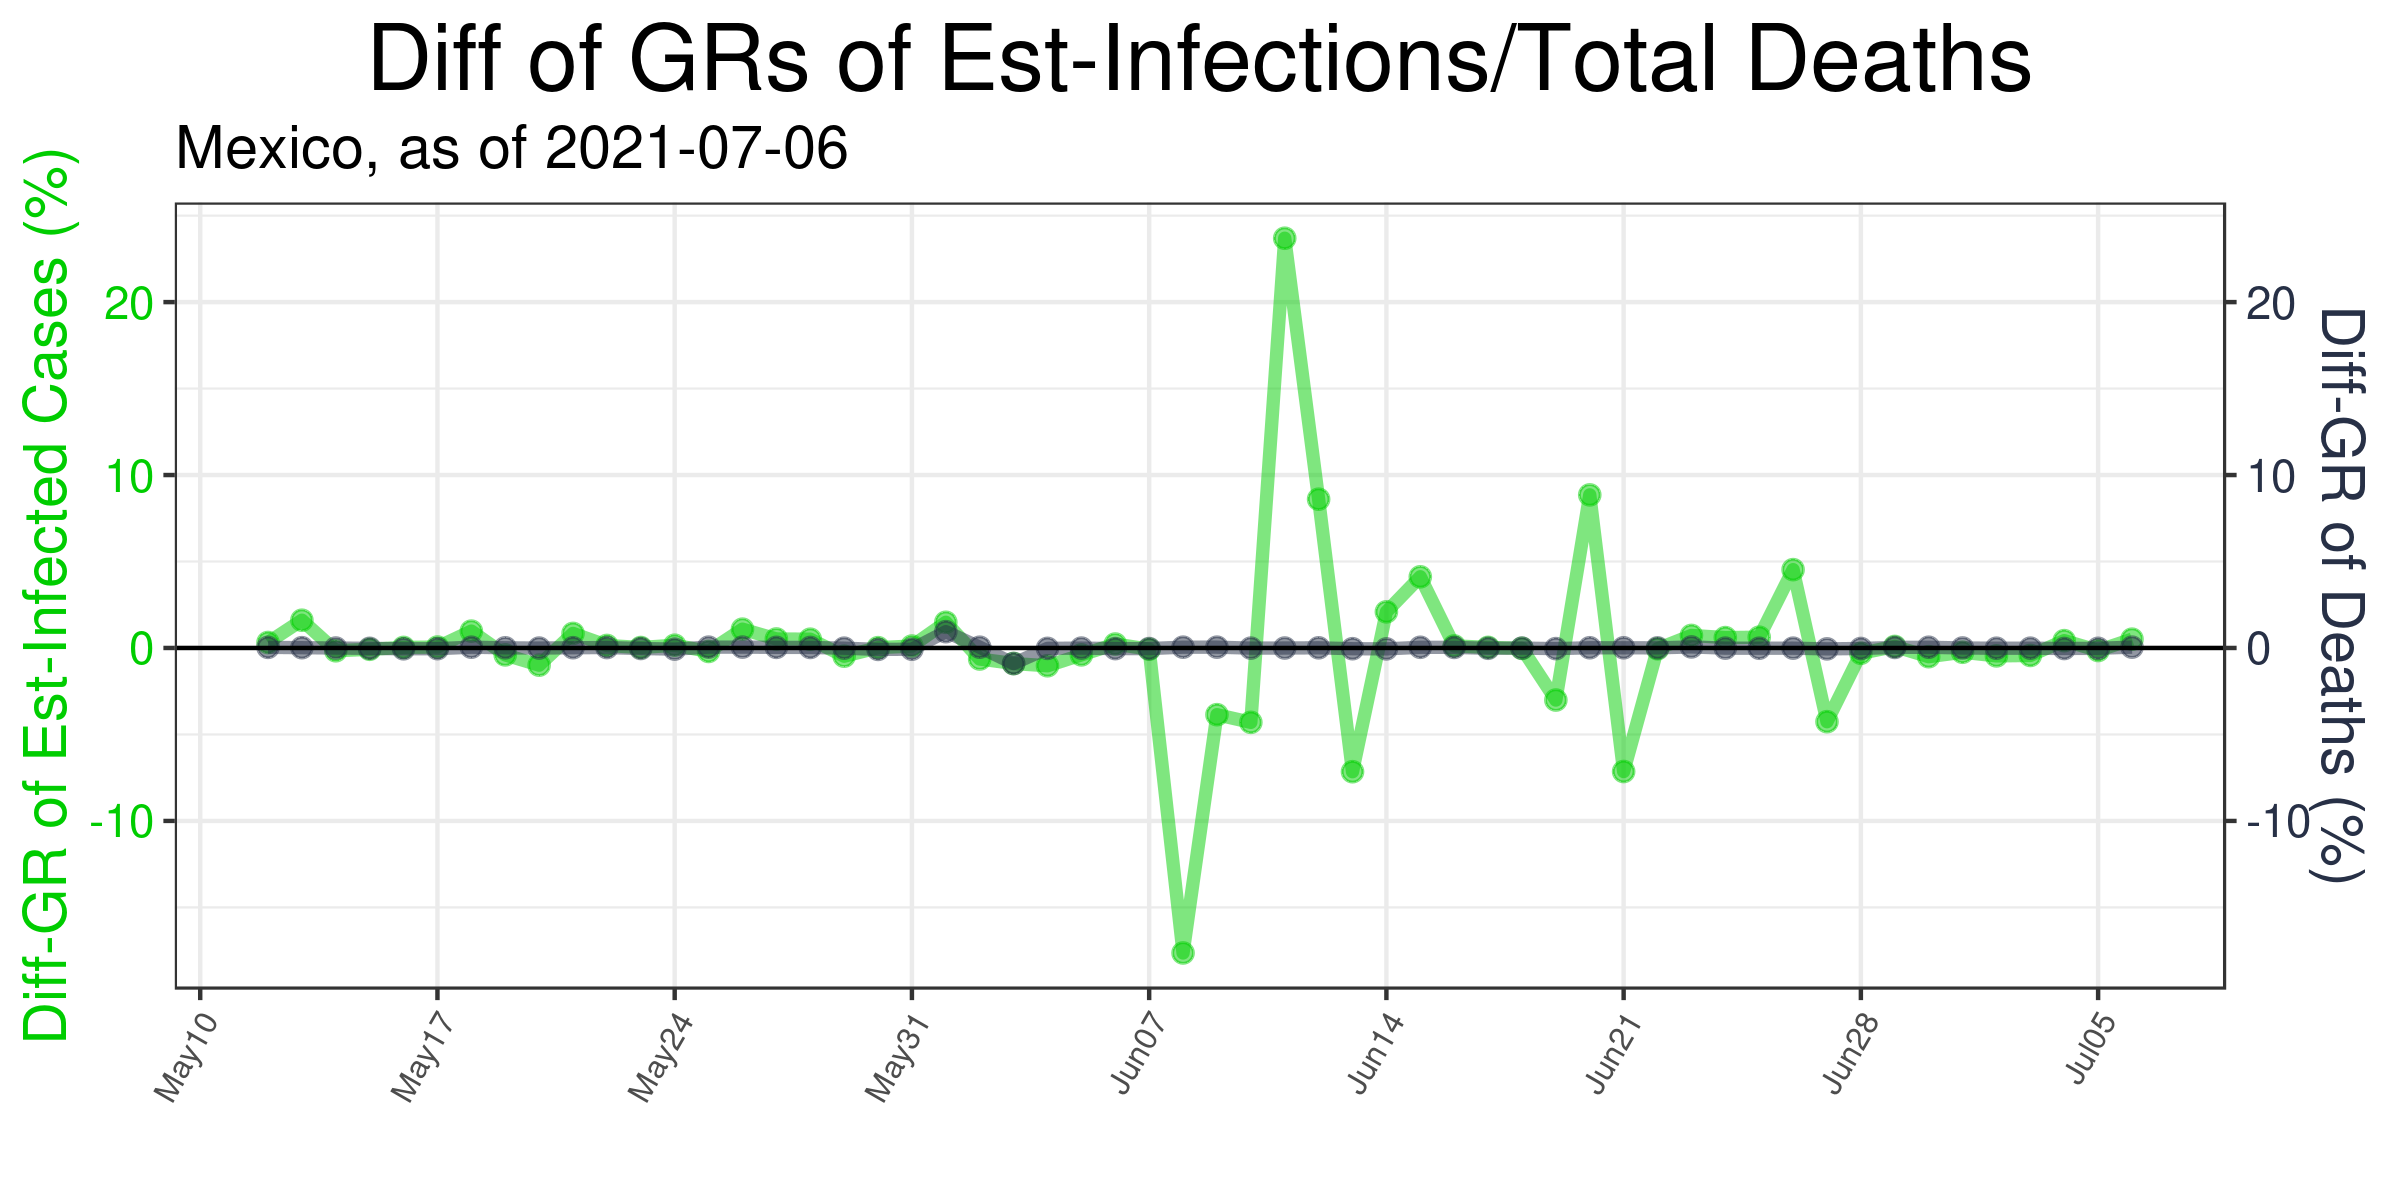 Diff of GRs of Est-Infections/Total Deaths
Mexico, as of 2021-07-06
Diff-GR of Est-Infected Cases (%)
20
10
0
-10
20
10
0
-10
Diff-GR of Deaths (%)
May10
May17
May24
May31
Jun07
Jun14
Jun21
Jun28
Jul05